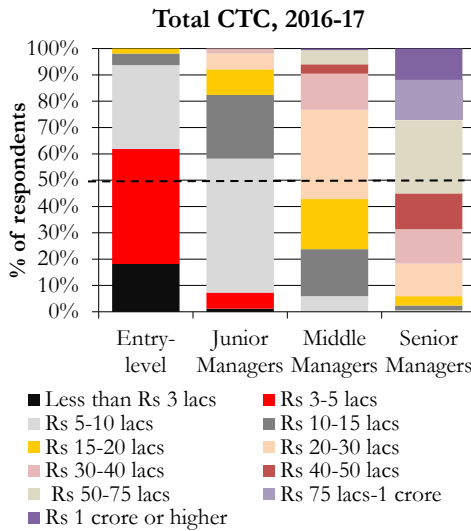 Total CTC, 2016-17
% of respondents
100%
90%
80%
70%
60%
50%
40%
30%
20%
10%
0%
Entry-
level
Junior
Managers
Middle
Managers
Senior
Managers
Less than Rs 3 lacs
Rs 3-5 lacs
Rs 5-10 lacs
Rs 10-15 lacs
Rs 15-20 lacs
Rs 20-30 lacs
Rs 30-40 lacs
Rs 40-50 lacs
Rs 50-75 lacs
Rs 75 lacs-1 crore
Rs 1 crore or higher